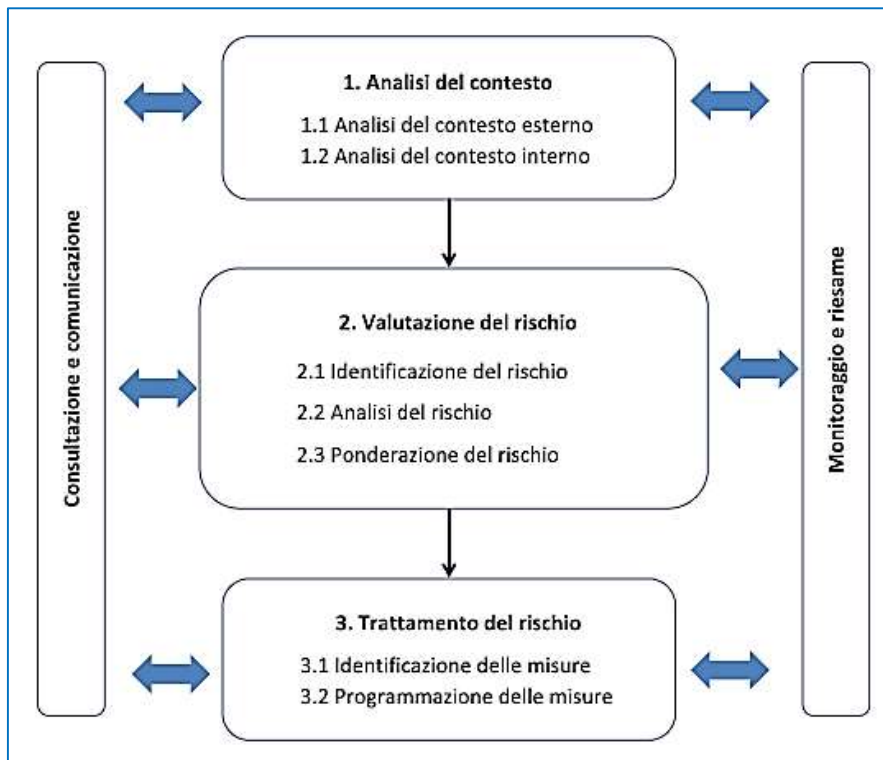 Consultazione e comunicazione
1. Analisi del contesto
1.1 Analisi del contesto esterno
1.2 Analisi del contesto interno
2. Valutazione del rischio
2.1 Identificazione del rischio
2.2 Analisi del rischio
2.3 Ponderazione del rischio
3. Trattamento del rischio
3.1 Identificazione delle misure
3.2 Programmazione delle misure
Monitoraggio e riesame